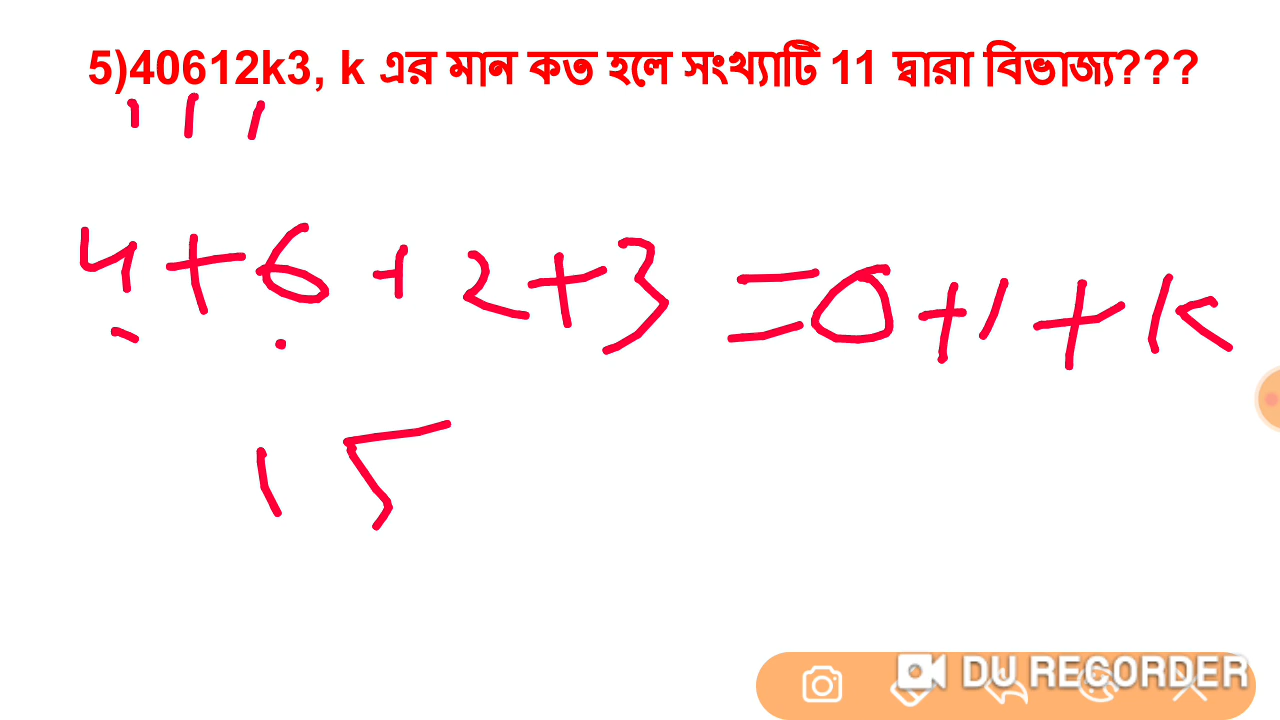 5)40612k3, k এর মান কত হলে সংখ্যাটি 11 দ্বারা বিভাজ্য???
4+6+2+3 =0+1+k
15
DU RECORDER